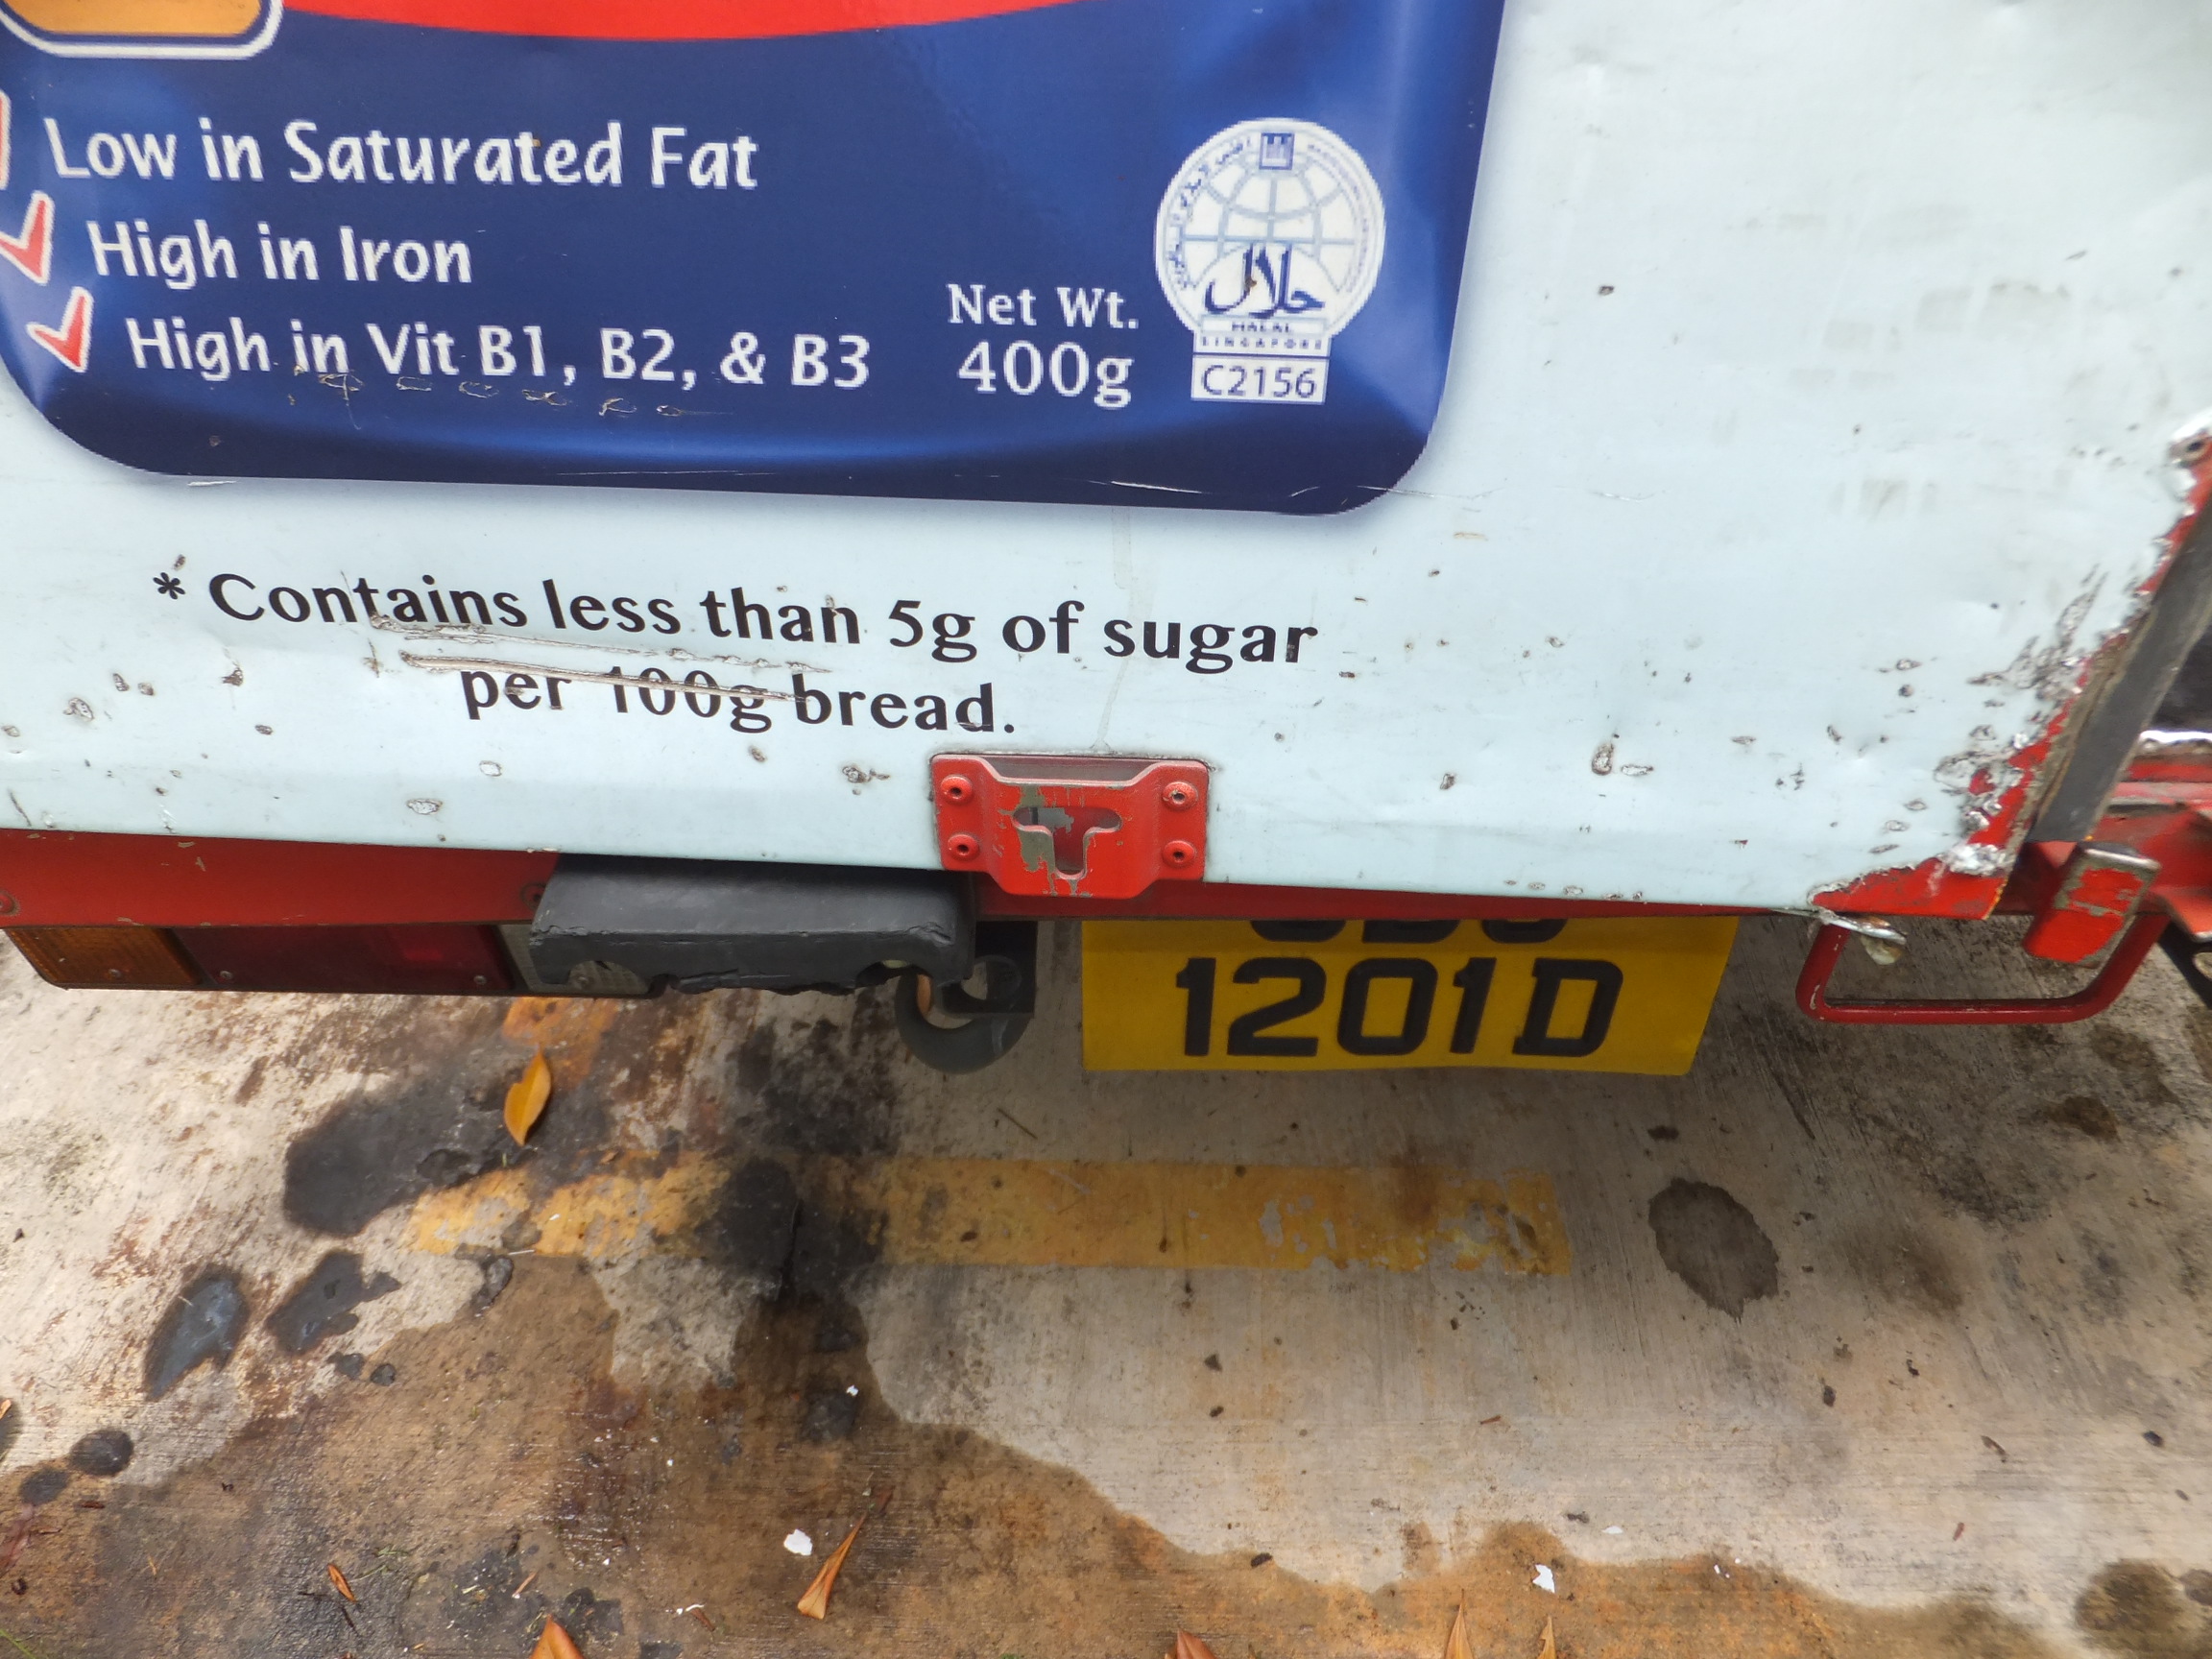 Low in Saturated Fat
High in Iron
High in Vit B1, B2, & B3
Net Wt.
400g
حلال
HALAL
SINGAPORE
C2156
* Contains less than 5g of sugar
per 100g bread.
1201D